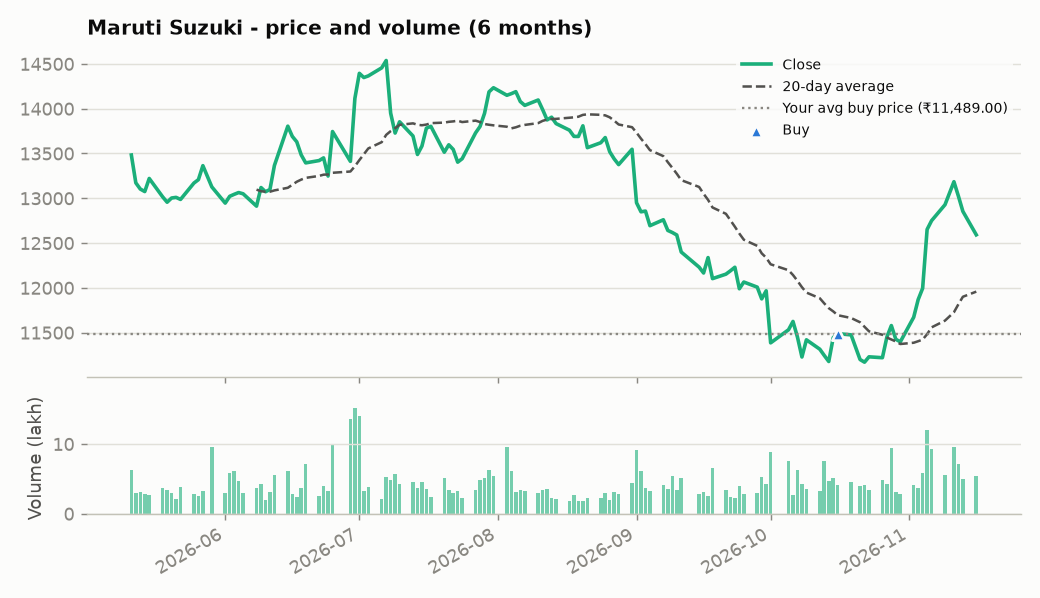 Maruti Suzuki - price and volume (6 months)
14500
14000
13500
13000
12500
12000
11500
Close
20-day average
Your avg buy price (₹11,489.00)
Buy
Volume (lakh)
10
0
2026-06
2026-07
2026-08
2026-09
2026-10
2026-11